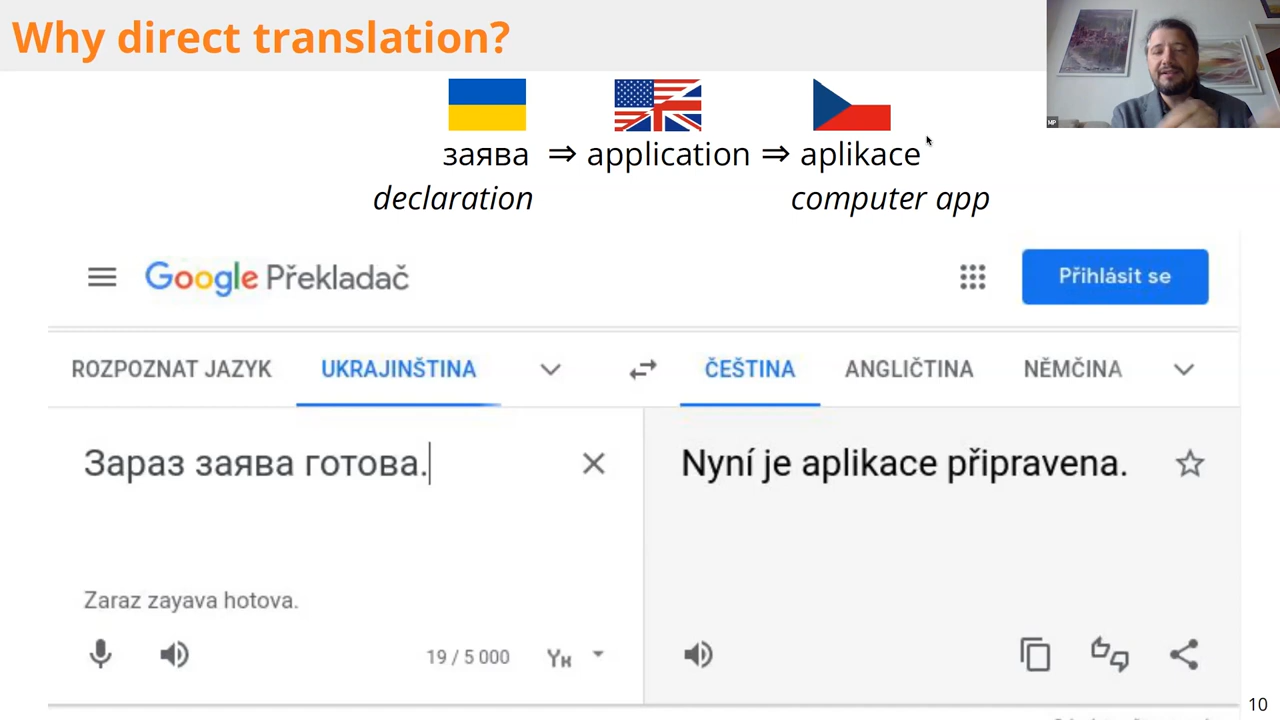 Why direct translation?
MP
заява ⇒ application ⇒ aplikace
declaration computer app
Google Překladač
Přihlásit se
ROZPOZNAT JAZYK UKRAJINŠTINA ČEŠTINA ANGLIČTINA NĚMČINA
Зараз заява готова. Nyní je aplikace připravena.
Zaraz zayava hotova.
19 / 5 000
10